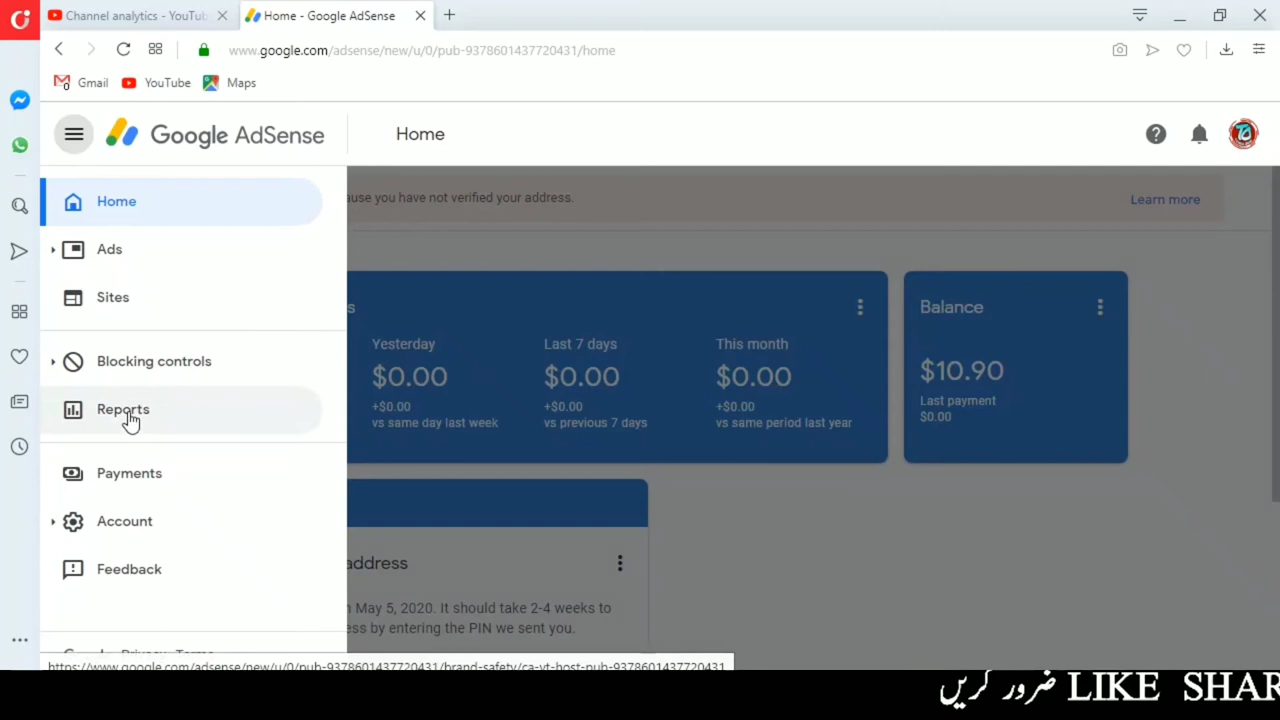 Channel analytics - YouTub
Home - Google AdSense
www.google.com/adsense/new/u/0/pub-9378601437720431/home
Gmail YouTube Maps
Google AdSense
Home
Home
Ads
Sites
Blocking controls
Reports
Payments
Account
Feedback
ause you have not verified your address.
Learn more
s
Yesterday
$0.00
+$0.00
vs same day last week
Last 7 days
$0.00
+$0.00
vs previous 7 days
This month
$0.00
+$0.00
vs same period last year
Balance
$10.90
Last payment
$0.00
address
n May 5, 2020. It should take 2-4 weeks to
ess by entering the PIN we sent you.
https://www.google.com/adsense/new/u/0/pub-9378601437720431/brand-safety/ca-yt-host-pub-9378601437720431
ضرور کریں LIKE SHAR